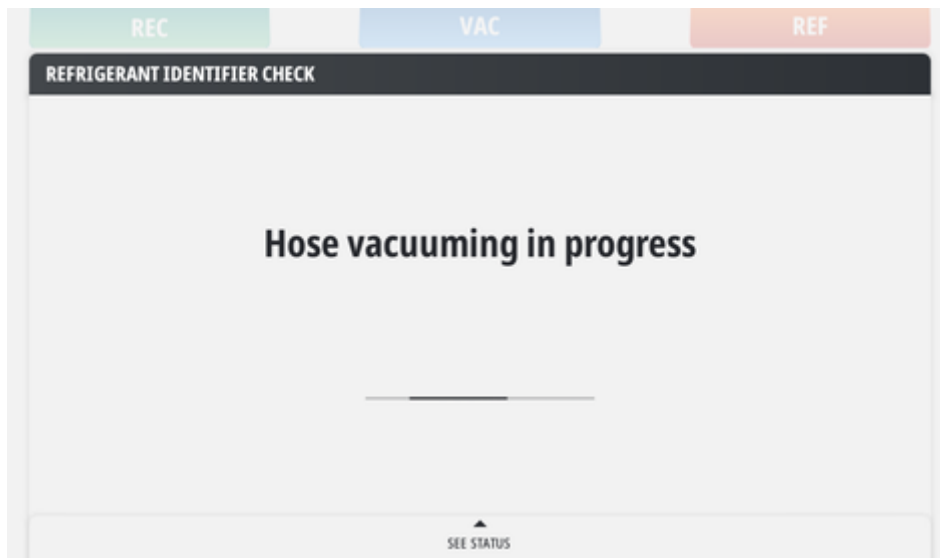 REC
VAC
REF
REFRIGERANT IDENTIFIER CHECK
Hose vacuuming in progress
SEE STATUS